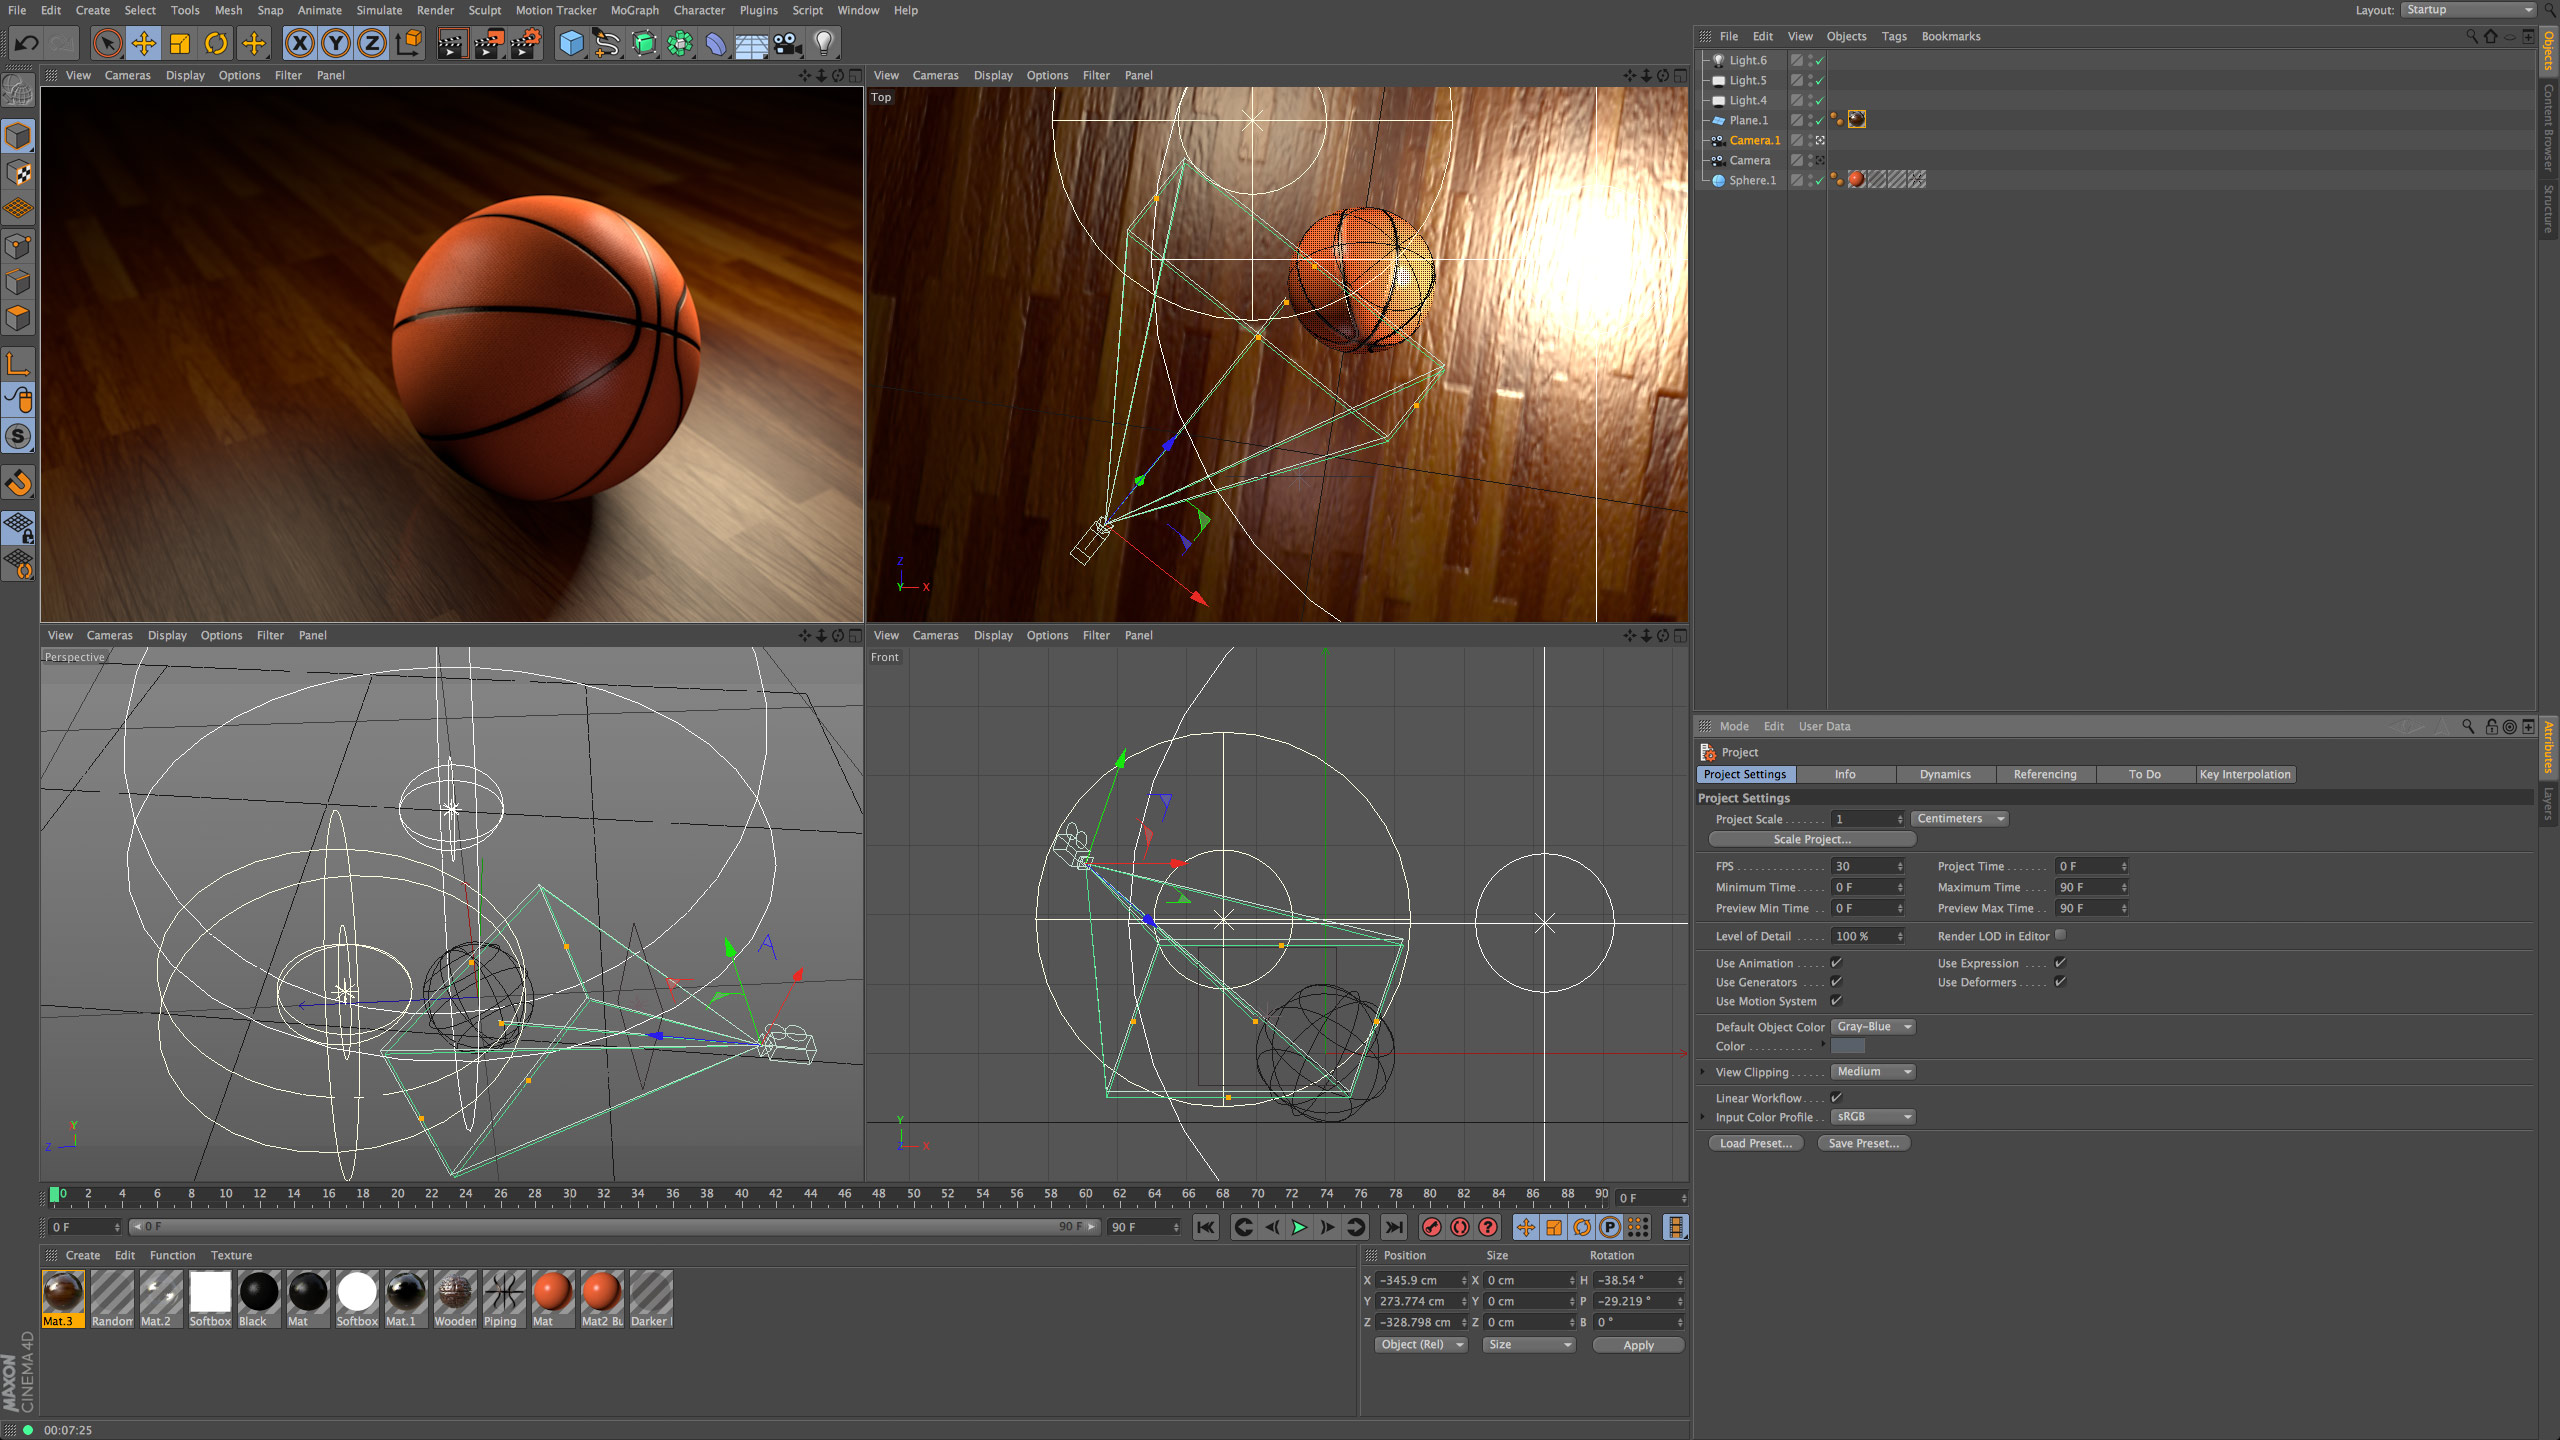 File Edit Create Select Tools Mesh Snap Animate Simulate Render Sculpt Motion Tracker MoGraph Character Plugins Script Window Help
Layout: Startup
X Y Z
View Cameras Display Options Filter Panel
View Cameras Display Options Filter Panel
Top
Z
Y X
View Cameras Display Options Filter Panel
Perspective
Y
Z
View Cameras Display Options Filter Panel
Front
Y
Z X
File Edit View Objects Tags Bookmarks
Light.6
Light.5
Light.4
Plane.1
Camera.1
Camera
Sphere.1
Objects
Content Browser
Structure
Mode Edit User Data
Project
Project Settings Info Dynamics Referencing To Do Key Interpolation
Project Settings
Project Scale 1 Centimeters
Scale Project...
FPS 30 Project Time 0 F
Minimum Time 0 F Maximum Time 90 F
Preview Min Time 0 F Preview Max Time 90 F
Level of Detail 100 % Render LOD in Editor
Use Animation Use Expression
Use Generators Use Deformers
Use Motion System
Default Object Color Gray-Blue
Color
View Clipping Medium
Linear Workflow
Input Color Profile sRGB
Load Preset... Save Preset...
Attributes
Layers
0 2 4 6 8 10 12 14 16 18 20 22 24 26 28 30 32 34 36 38 40 42 44 46 48 50 52 54 56 58 60 62 64 66 68 70 72 74 76 78 80 82 84 86 88 90 0 F
0 F 0 F 90 F 90 F
Create Edit Function Texture
Mat.3 Random Mat.2 Softbox Black Mat Softbox Mat.1 Wooden Piping Mat Mat2 Bu Darker
Position Size Rotation
X -345.9 cm X 0 cm H -38.54 °
Y 273.774 cm Y 0 cm P -29.219 °
Z -328.798 cm Z 0 cm B 0 °
Object (Rel) Size Apply
MAXON
CINEMA 4D
00:07:25